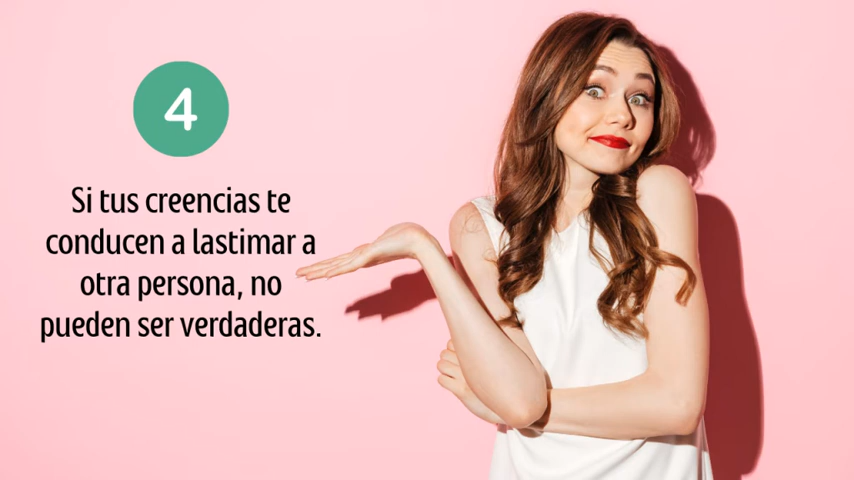 4
Si tus creencias te
conducen a lastimar a
otra persona, no
pueden ser verdaderas.